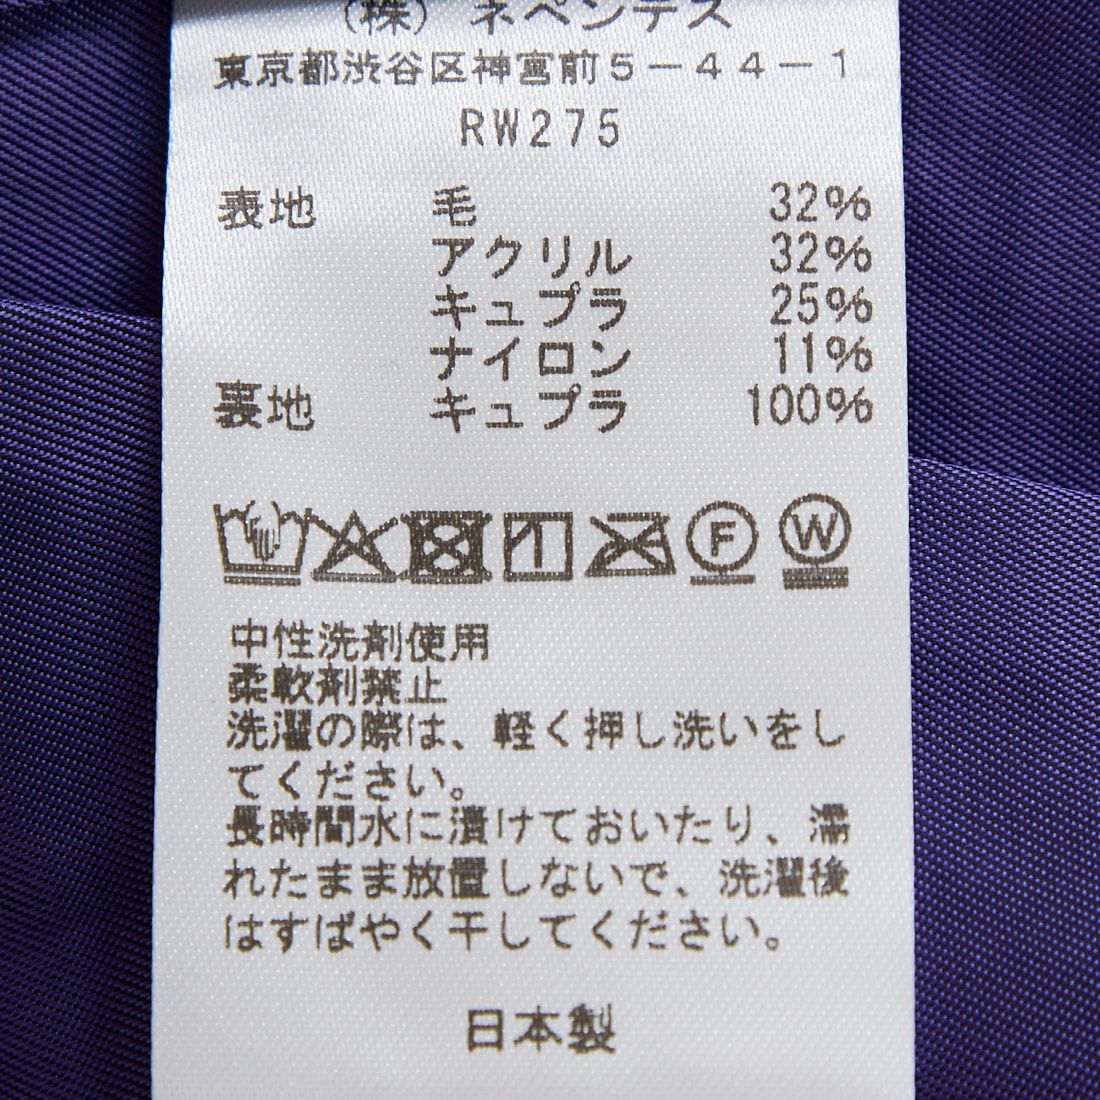 (株) ネペンテス
東京都渋谷区神宮前5-44-1
RW275
表地 毛 32%
アクリル 32%
キュプラ 25%
ナイロン 11%
裏地 キュプラ 100%
F W
中性洗剤使用
柔軟剤禁止
洗濯の際は、軽く押し洗いをし
てください。
長時間水に漬けておいたり、濡
れたまま放置しないで、洗濯後
はすばやく干してください。
日本製